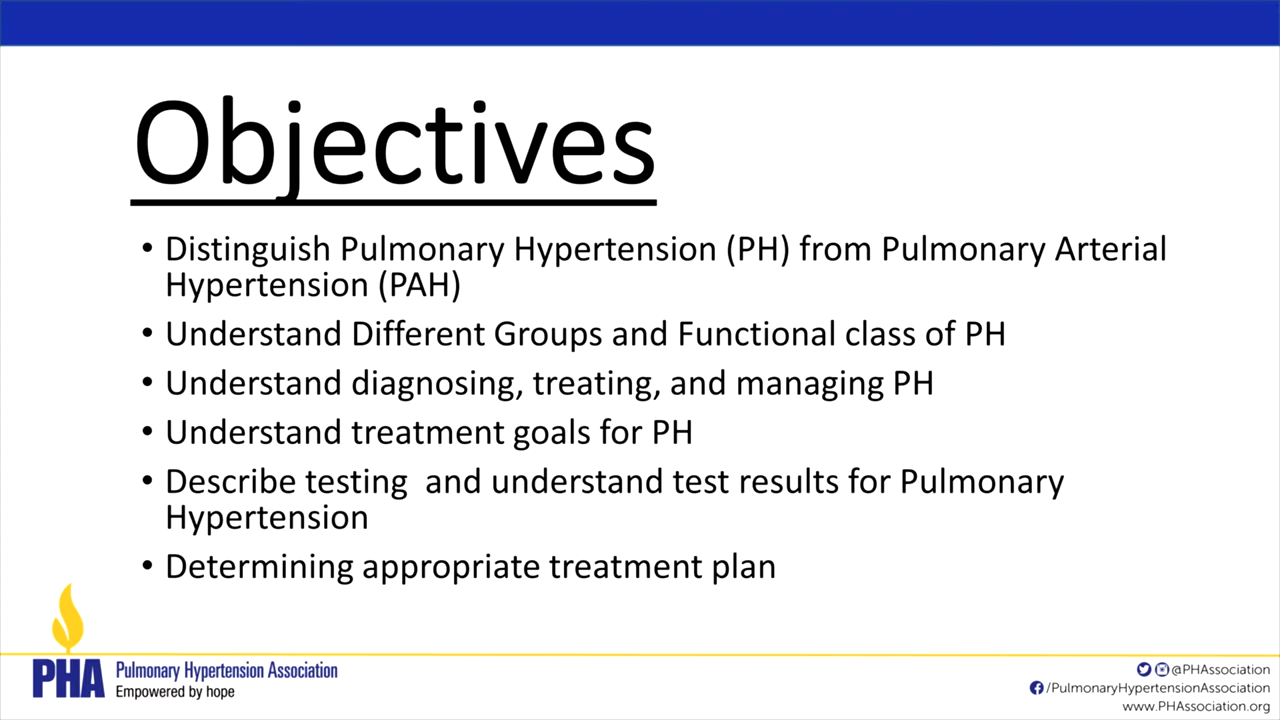 Objectives
• Distinguish Pulmonary Hypertension (PH) from Pulmonary Arterial
Hypertension (PAH)
• Understand Different Groups and Functional class of PH
• Understand diagnosing, treating, and managing PH
• Understand treatment goals for PH
• Describe testing  and understand test results for Pulmonary
Hypertension
• Determining appropriate treatment plan
PHA
Pulmonary Hypertension Association
Empowered by hope
@PHAssociation
/PulmonaryHypertensionAssociation
www.PHAssociation.org